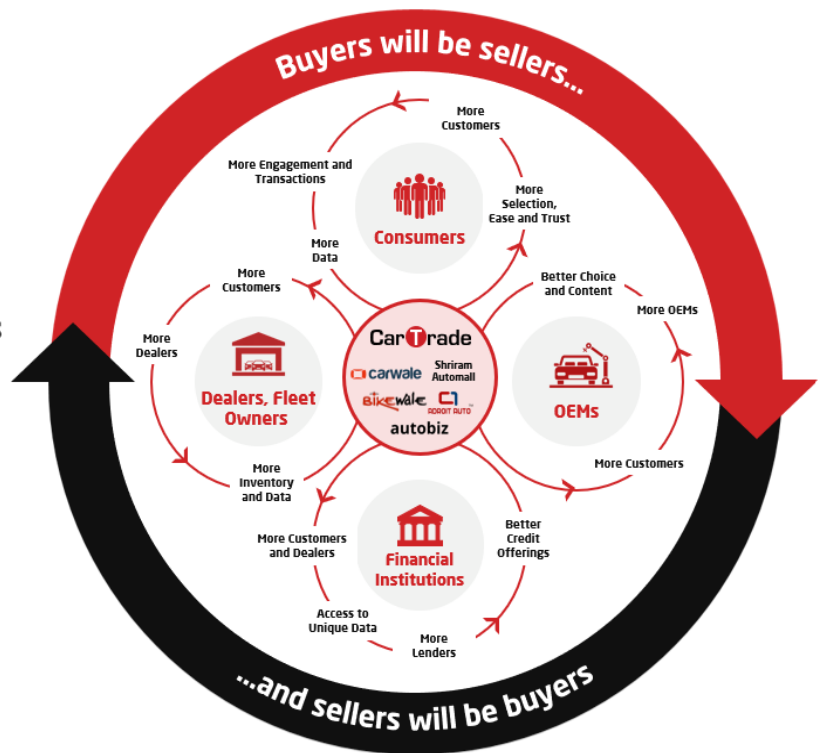 Buyers will be sellers...
More
Customers
More Engagement and
Transactions
More
Selection,
Ease and Trust
Consumers
More
Data
More
Customers
Better Choice
and Content
More OEMs
More
Dealers
CarTrade
carwale
Shriram
Automall
BikeWale
ADROIT AUTO
autobiz
Dealers, Fleet
Owners
OEMs
More Customers
More
Inventory
and Data
More Customers
and Dealers
Better
Credit
Offerings
Financial
Institutions
Access to
Unique Data
More
Lenders
...and sellers will be buyers